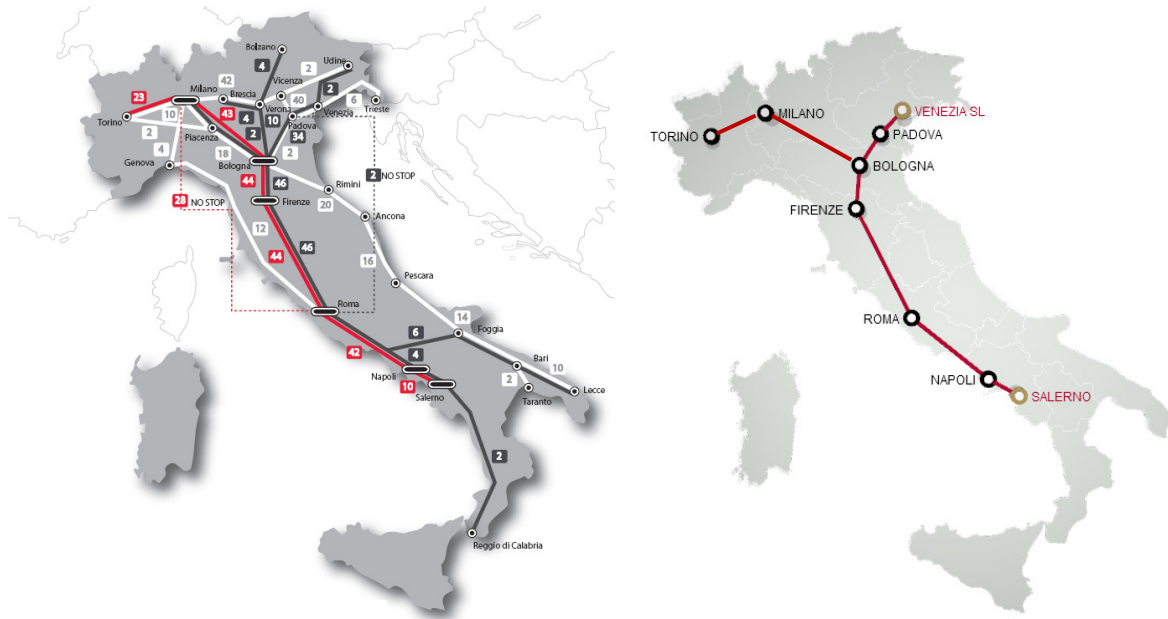 Bolzano
Udine
4
2
42
Vicenza
2
Milano
Brescia
23
40
6
Verona
Venezia
Trieste
10
43
4
10
Padova
Torino
2
2
34
Piacenza
4
18
2
Genova
Bologna
44
46
2 NO STOP
Rimini
Firenze
20
28 NO STOP
Ancona
12
46
44
16
Pescara
Roma
14
6
Foggia
42
4
Bari
10
Napoli
10
2
Lecce
Salerno
Taranto
2
Reggio di Calabria
MILANO
VENEZIA SL
TORINO
PADOVA
BOLOGNA
FIRENZE
ROMA
NAPOLI
SALERNO